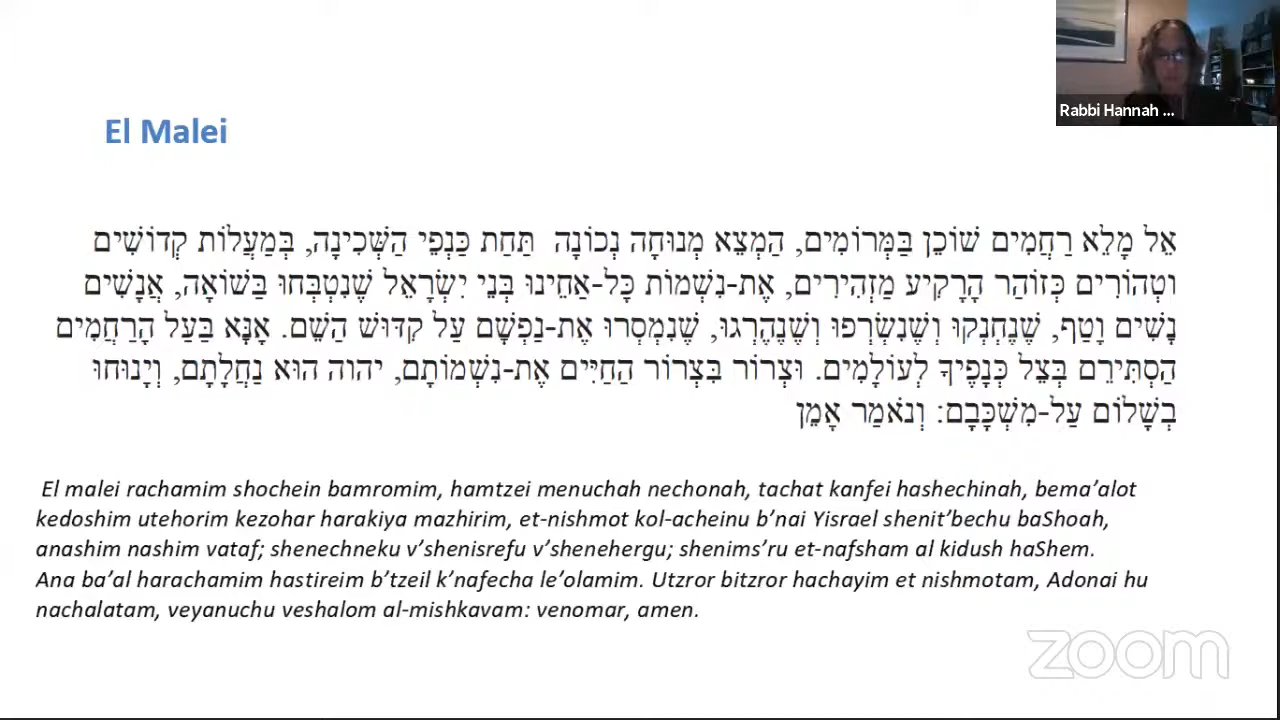 Rabbi Hannah ...
El Malei
אֵל מָלֵא רַחֲמִים שׁוֹכֵן בַּמְּרוֹמִים, הַמְצֵא מְנוּחָה נְכוֹנָה תַּחַת כַּנְפֵי הַשְּׁכִינָה, בְּמַעֲלוֹת קְדוֹשִׁים
וּטְהוֹרִים כְּזוֹהַר הָרָקִיע מַזְהִירִים, אֶת-נִשְׁמוֹת כָּל-אַחֵינוּ בְּנֵי יִשְׂרָאֵל שֶׁנִטְבְּחוּ בַּשׁוֹאָה, אֲנָשִׁים
נָשִׁים וָטַף, שֶׁנֶחְנְקוּ וְשֶׁנִשְׂרְפוּ וְשֶׁנֶהֶרְגוּ, שֶׁנִמְסְרוּ אֶת-נַפְשָׁם עַל קִדּוּשׁ הַשֵּׁם. אָנָּא בַּעַל הָרַחֲמִים
הַסְתִּירֵם בְּצֵל כְּנָפֶיךָ לְעוֹלָמִים. וּצְרוֹר בִּצְרוֹר הַחַיִּים אֶת-נִשְׁמוֹתָם, יהוה הוּא נַחֲלָתָם, וְיָנוּחוּ
בְשָׁלוֹם עַל-מִשְׁכָּבָם: וְנֹאמַר אָמֵן
El malei rachamim shochein bamromim, hamtzei menuchah nechonah, tachat kanfei hashechinah, bema’alot
kedoshim utehorim kezohar harakiya mazhirim, et-nishmot kol-acheinu b’nai Yisrael shenit’bechu baShoah,
anashim nashim vataf; shenechneku v’shenisrefu v’shenehergu; shenims’ru et-nafsham al kidush haShem.
Ana ba’al harachamim hastireim b’tzeil k’nafecha le’olamim. Utzror bitzror hachayim et nishmotam, Adonai hu
nachalatam, veyanuchu veshalom al-mishkavam: venomar, amen.
zoom